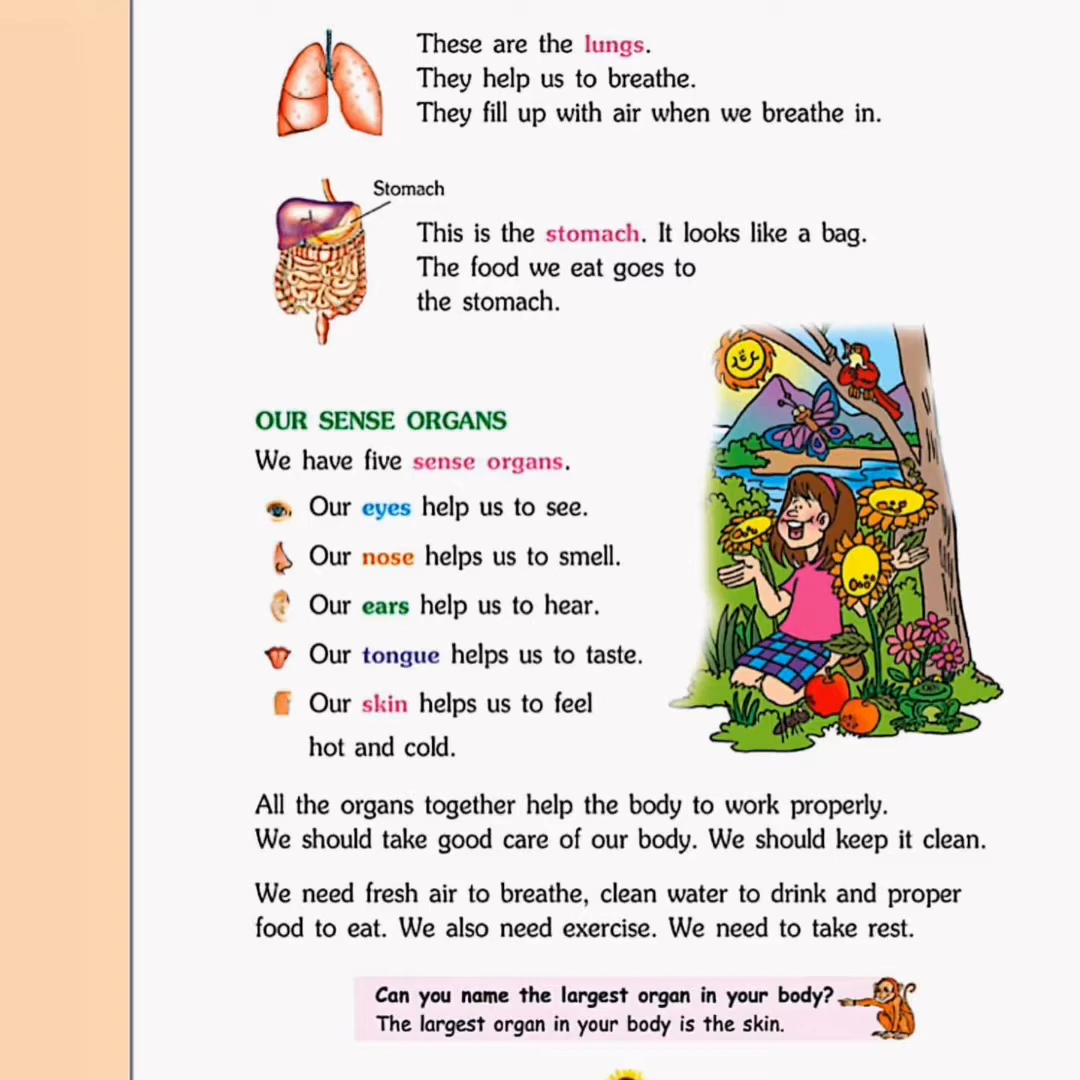 These are the lungs.
They help us to breathe.
They fill up with air when we breathe in.
Stomach
This is the stomach. It looks like a bag.
The food we eat goes to
the stomach.
OUR SENSE ORGANS
We have five sense organs.
Our eyes help us to see.
Our nose helps us to smell.
Our ears help us to hear.
Our tongue helps us to taste.
Our skin helps us to feel
hot and cold.
All the organs together help the body to work properly.
We should take good care of our body. We should keep it clean.
We need fresh air to breathe, clean water to drink and proper
food to eat. We also need exercise. We need to take rest.
Can you name the largest organ in your body?
The largest organ in your body is the skin.